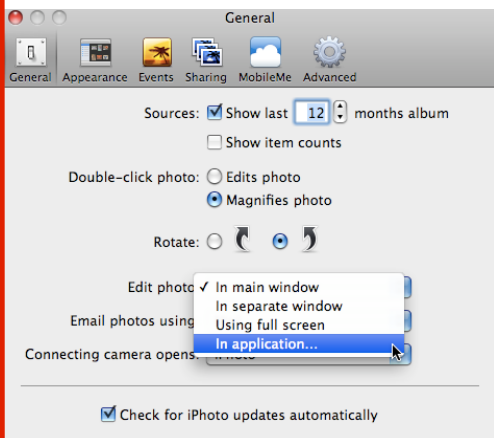 General
General Appearance Events Sharing MobileMe Advanced
Sources: Show last 12 months album
Show item counts
Double-click photo: Edits photo
Magnifies photo
Rotate:
Edit photo ✓ In main window
In separate window
Email photos using Using full screen
In application...
Connecting camera opens: iPhoto
Check for iPhoto updates automatically